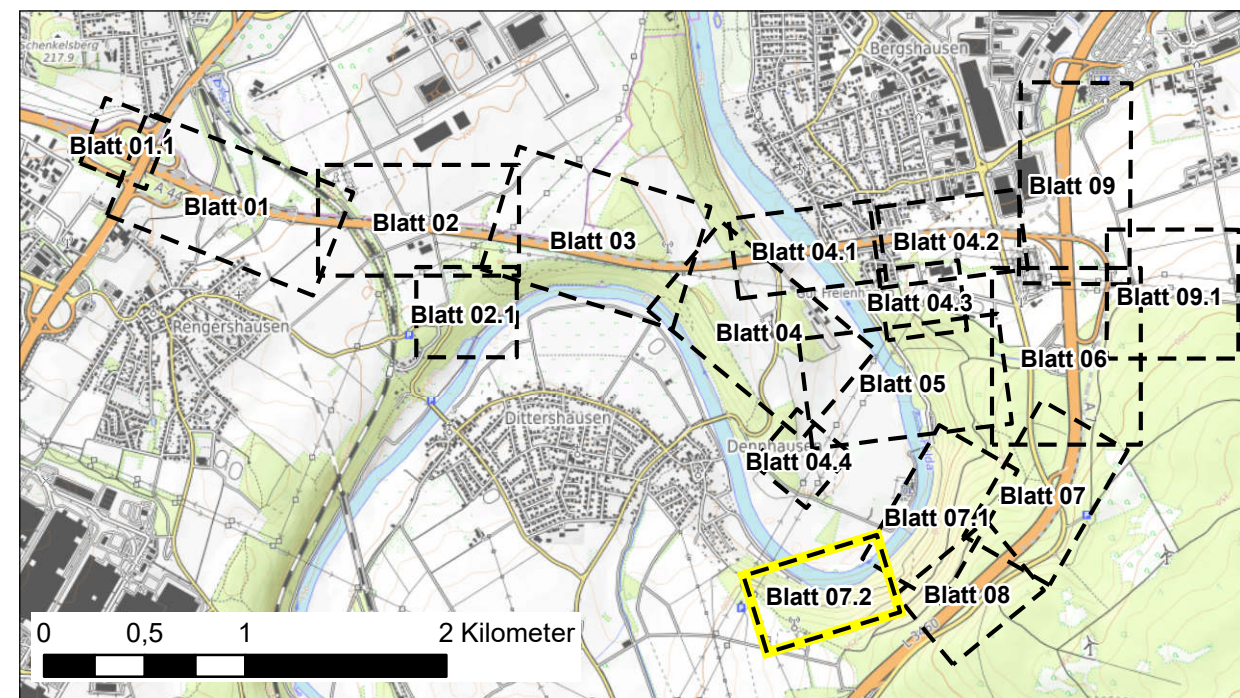 Schenkelsberg
217.9
Bergshausen
Blatt 01.1
A 4
Blatt 01
Blatt 02
Blatt 03
Blatt 09
Blatt 04.1
Blatt 04.2
Blatt 04.3
Blatt 09.1
Rengershausen
Blatt 02.1
Blatt 04
Blatt 06
Blatt 05
Dittershausen
Dennhausen
Blatt 04.4
Blatt 07
Blatt 07.1
Blatt 07.2
Blatt 08
0 0,5 1 2 Kilometer